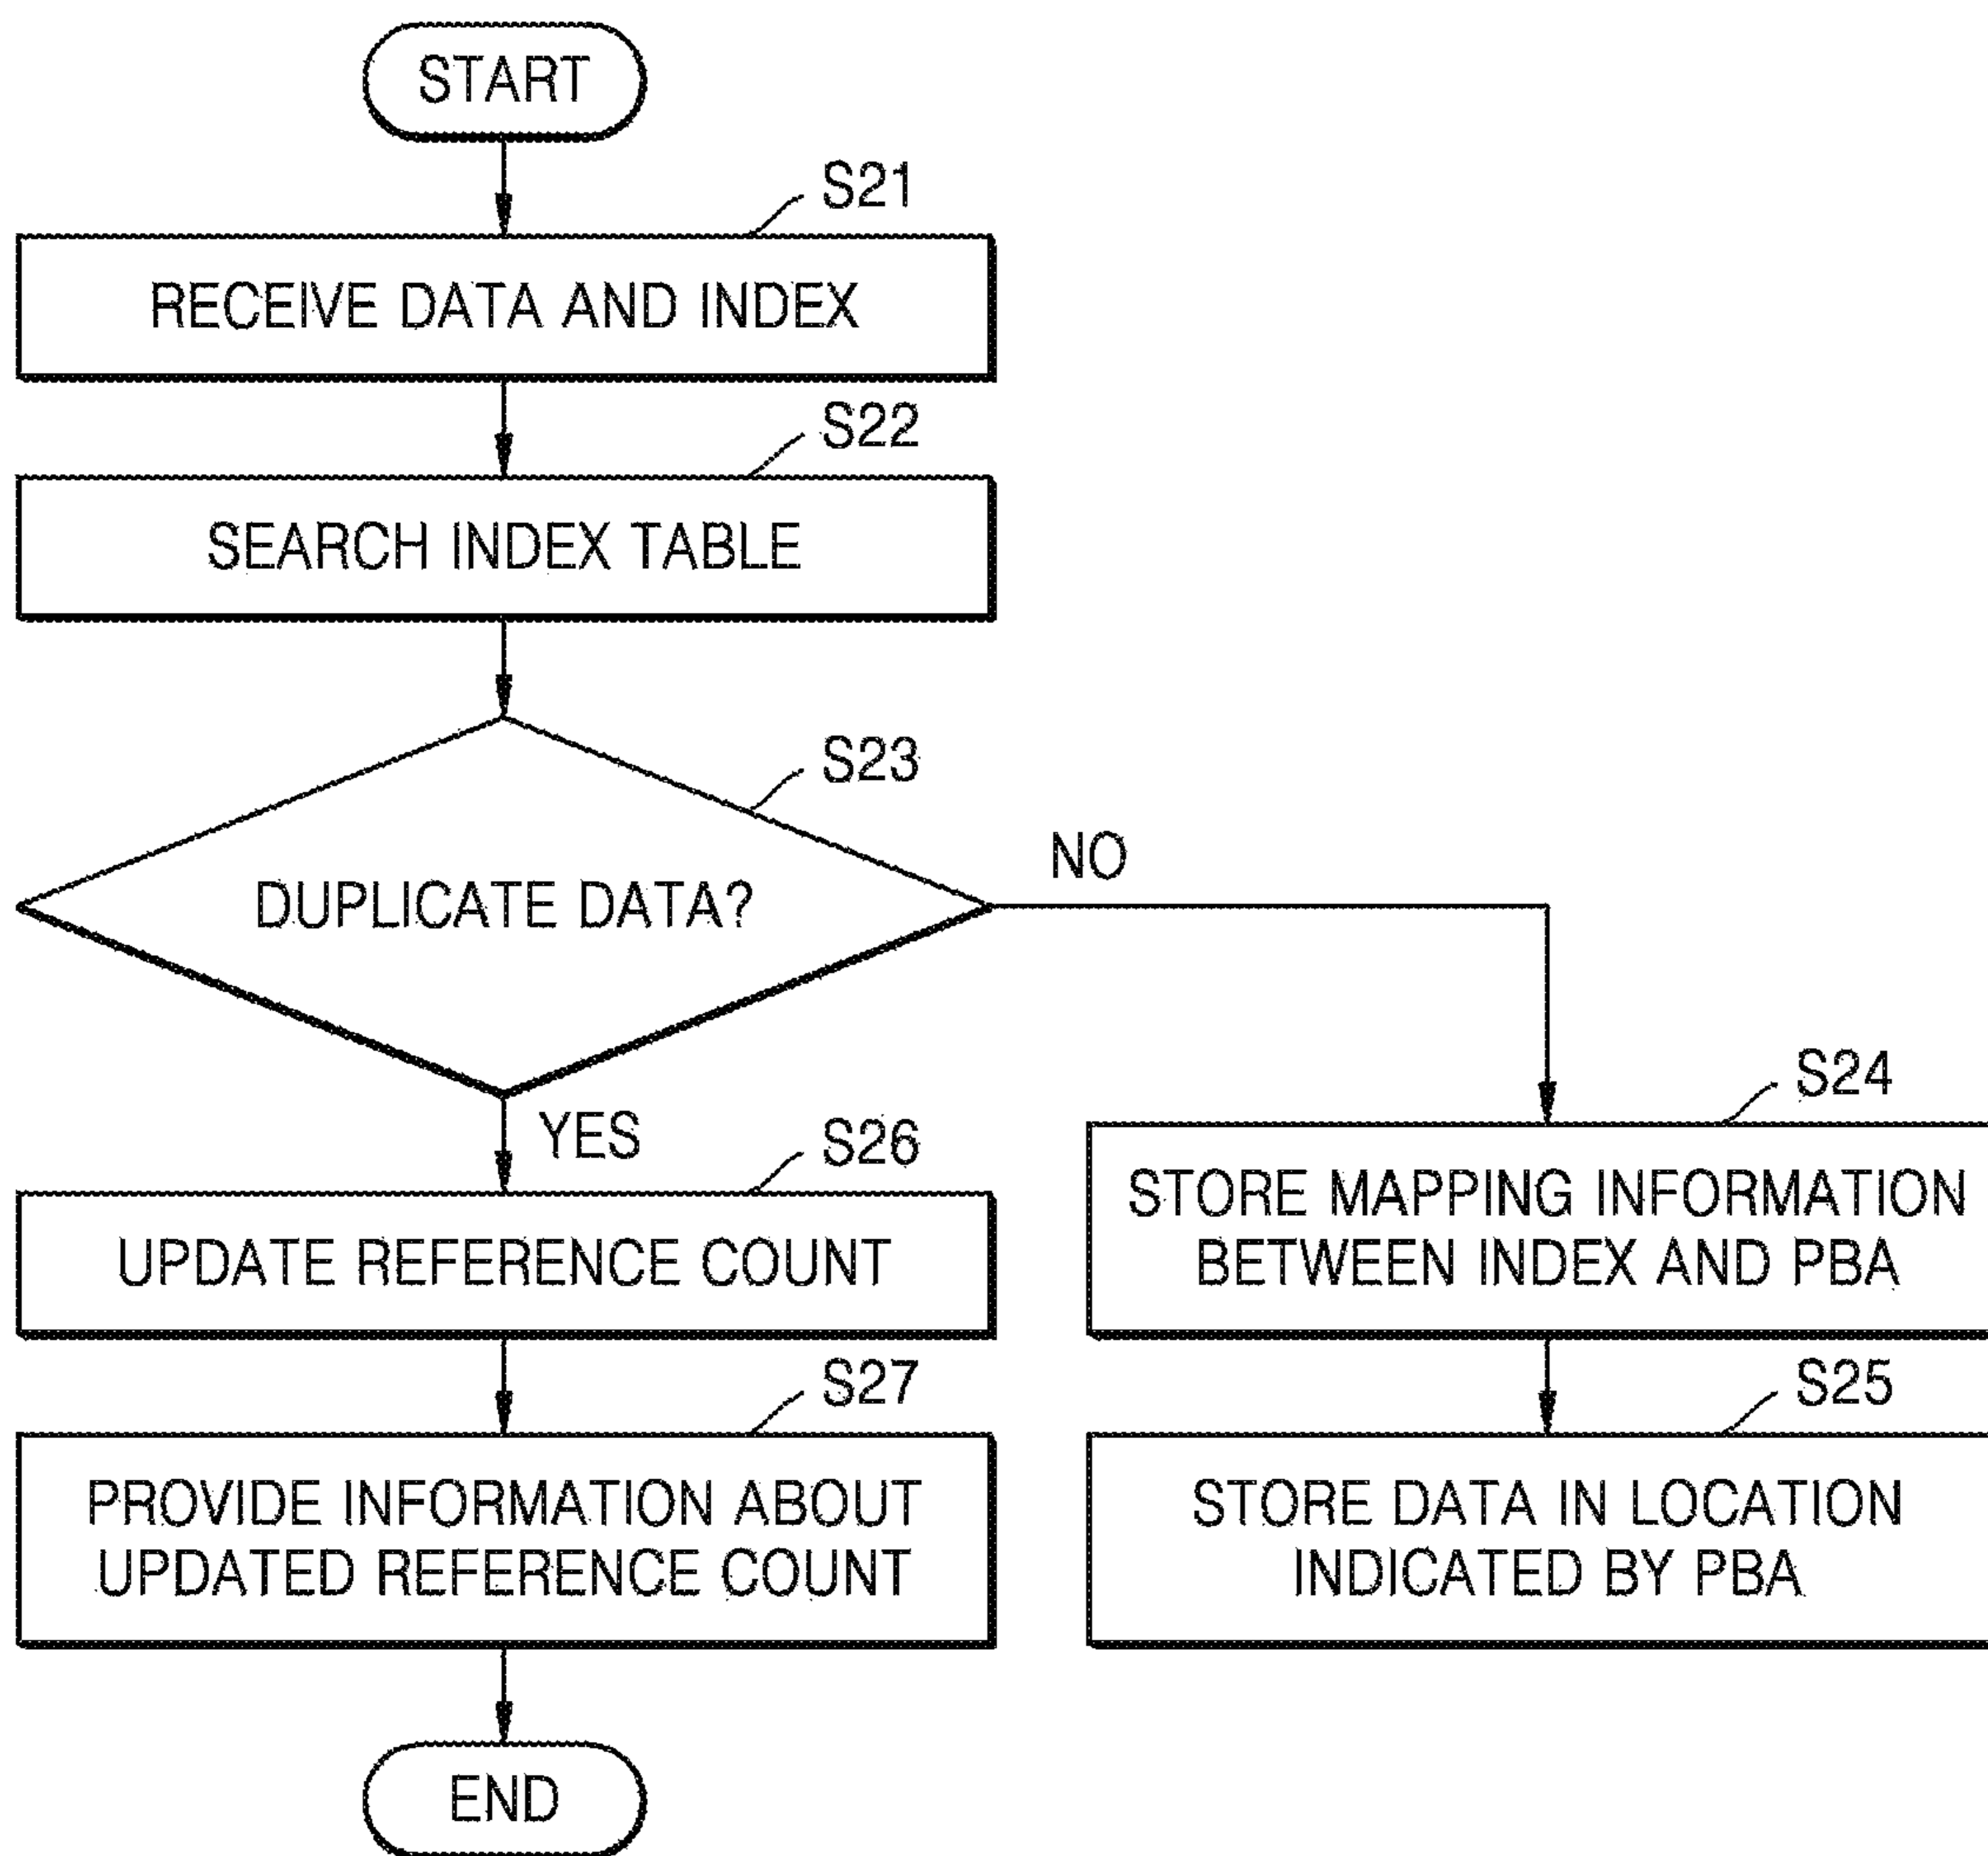 START
S21
RECEIVE DATA AND INDEX
S22
SEARCH INDEX TABLE
S23
DUPLICATE DATA?
NO
YES
S26
UPDATE REFERENCE COUNT
S27
PROVIDE INFORMATION ABOUT
UPDATED REFERENCE COUNT
END
S24
STORE MAPPING INFORMATION
BETWEEN INDEX AND PBA
S25
STORE DATA IN LOCATION
INDICATED BY PBA